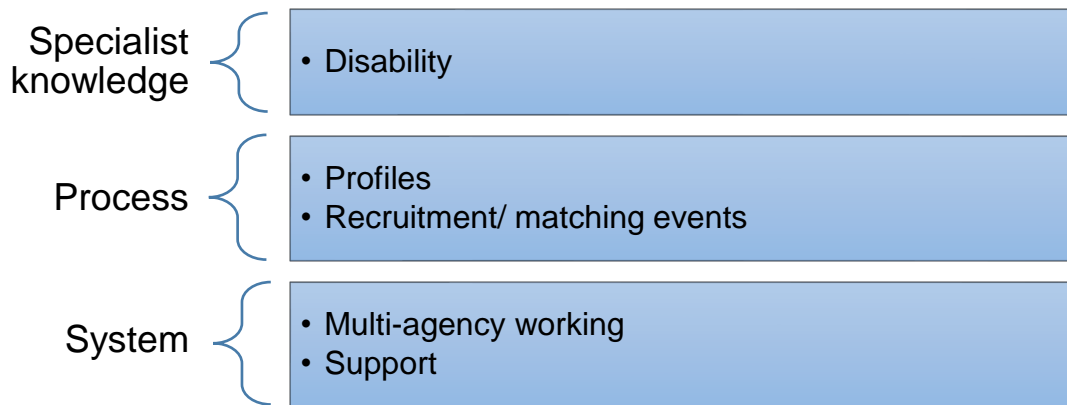 Specialist
knowledge
• Disability
Process
• Profiles
• Recruitment/ matching events
System
• Multi-agency working
• Support